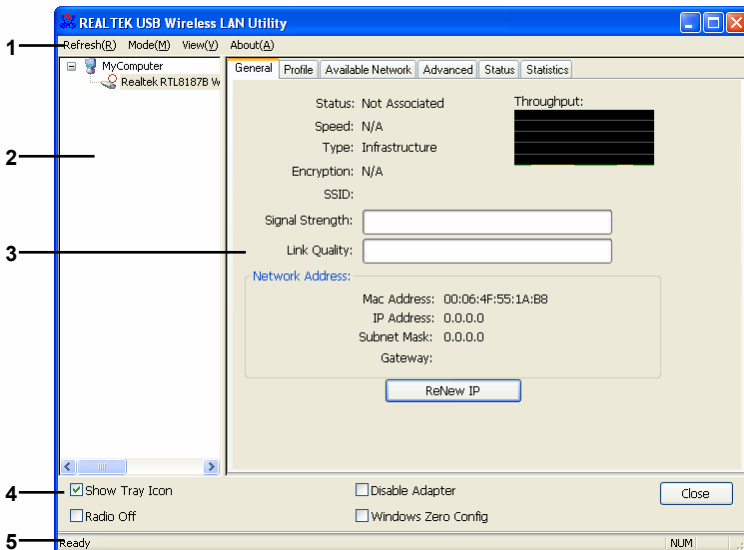 REALTEK USB Wireless LAN Utility
1
Refresh(R) Mode(M) View(V) About(A)
MyComputer
Realtek RTL8187B W
General Profile Available Network Advanced Status Statistics
Status: Not Associated
Throughput:
Speed: N/A
Type: Infrastructure
2
Encryption: N/A
SSID:
Signal Strength:
3
Link Quality:
Network Address:
Mac Address: 00:06:4F:55:1A:B8
IP Address: 0.0.0.0
Subnet Mask: 0.0.0.0
Gateway:
ReNew IP
4
Show Tray Icon Disable Adapter Close
Radio Off Windows Zero Config
5
Ready NUM